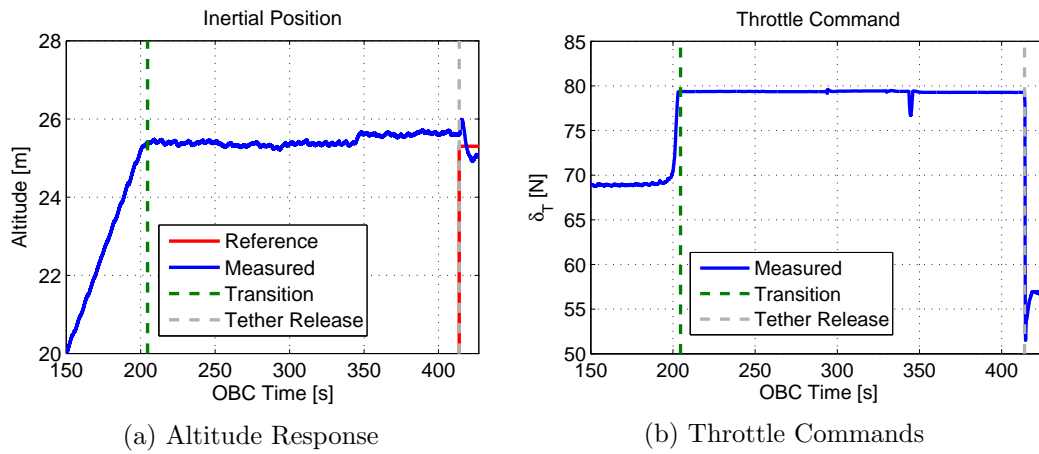 Inertial Position
28
26
24
22
20
Altitude [m]
150 200 250 300 350 400
OBC Time [s]
Reference
Measured
Transition
Tether Release
(a) Altitude Response
Throttle Command
85
80
75
70
65
60
55
50
δ_T [N]
150 200 250 300 350 400
OBC Time [s]
Measured
Transition
Tether Release
(b) Throttle Commands